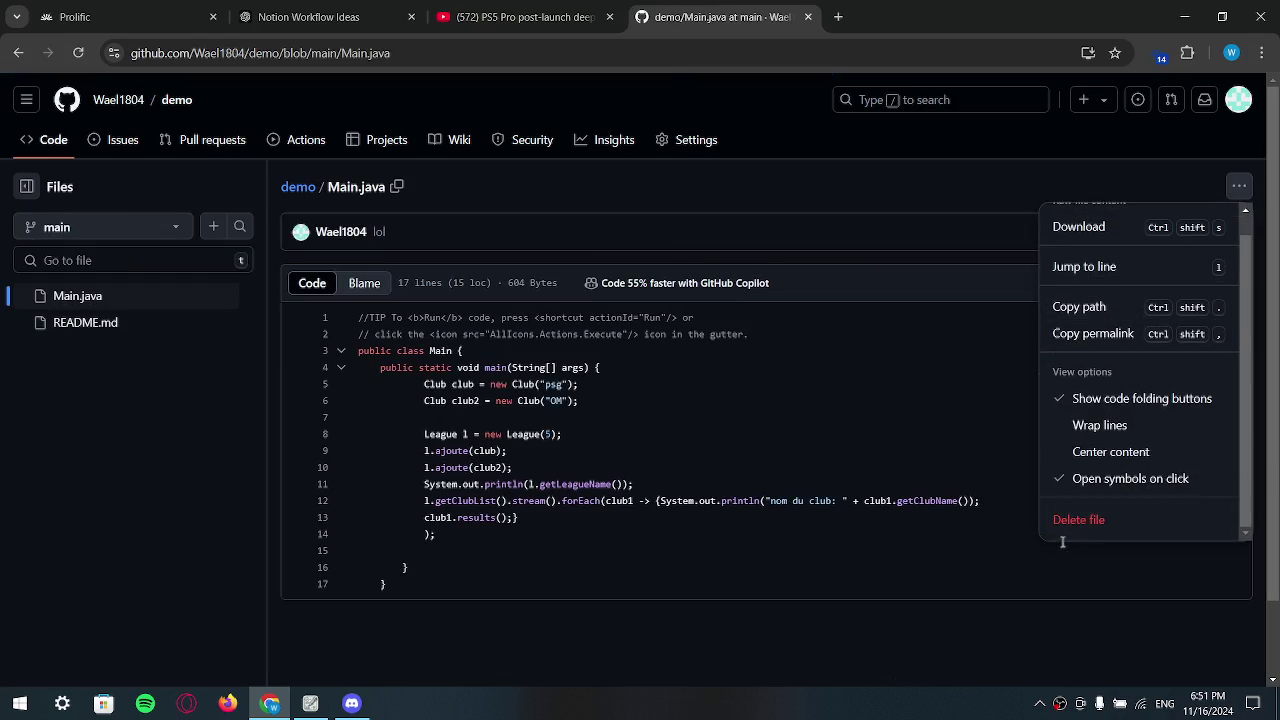 Prolific
Notion Workflow Ideas
(572) PS5 Pro post-launch deep
demo/Main.java at main · Wael
github.com/Wael1804/demo/blob/main/Main.java
14
W
Wael1804 / demo
Type / to search
Code
Issues
Pull requests
Actions
Projects
Wiki
Security
Insights
Settings
Files
main
Go to file
t
Main.java
README.md
demo / Main.java
Wael1804 lol
Code
Blame
17 lines (15 loc) · 604 Bytes
Code 55% faster with GitHub Copilot
1 //TIP To <b>Run</b> code, press <shortcut actionId="Run"/> or
2 // click the <icon src="AllIcons.Actions.Execute"/> icon in the gutter.
3 public class Main {
4 public static void main(String[] args) {
5 Club club = new Club("psg");
6 Club club2 = new Club("OM");
7
8 League l = new League(5);
9 l.ajoute(club);
10 l.ajoute(club2);
11 System.out.println(l.getLeagueName());
12 l.getClubList().stream().forEach(club1 -> {System.out.println("nom du club: " + club1.getClubName());
13 club1.results();}
14 );
15
16 }
17 }
Download Ctrl shift s
Jump to line l
Copy path Ctrl shift .
Copy permalink Ctrl shift ,
View options
Show code folding buttons
Wrap lines
Center content
Open symbols on click
Delete file
ENG
6:51 PM
11/16/2024